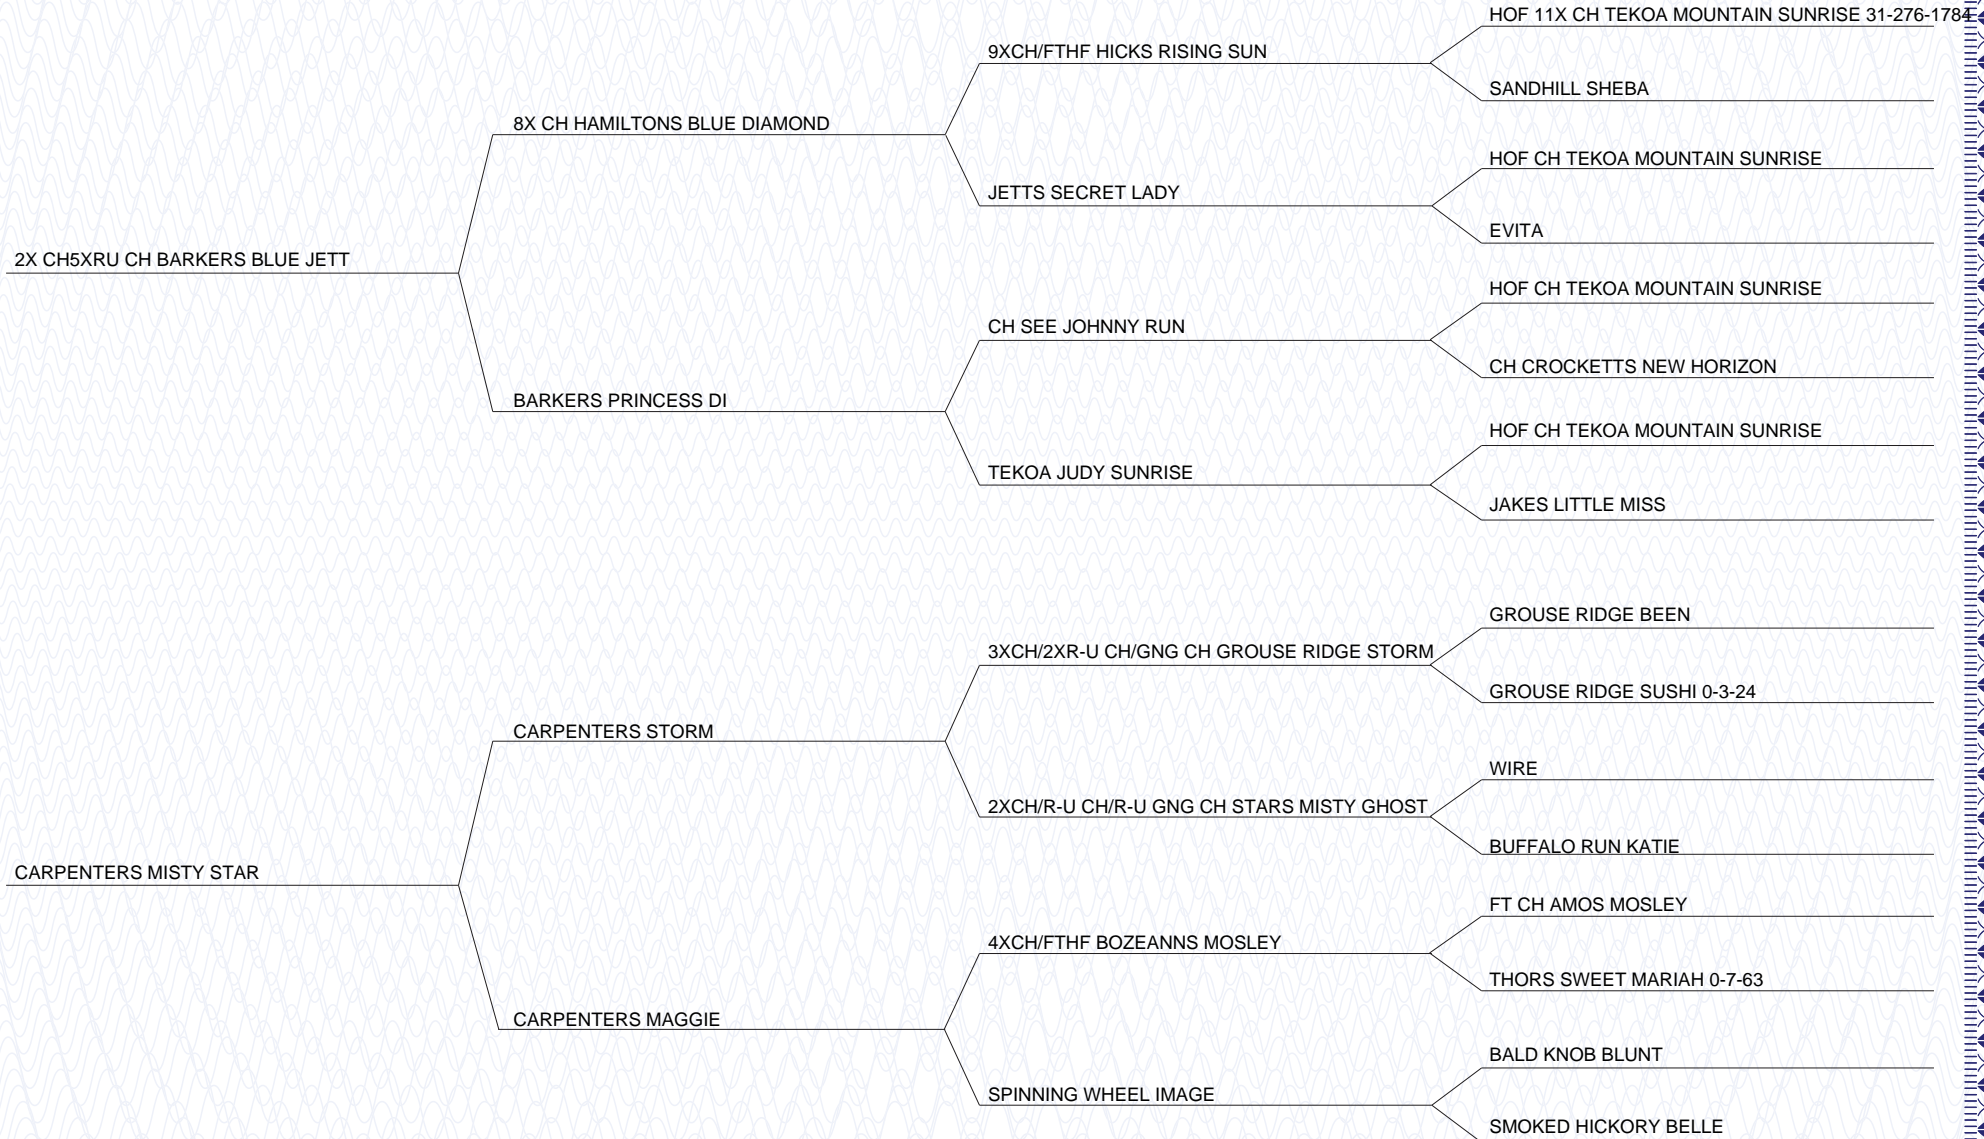 HOF 11X CH TEKOA MOUNTAIN SUNRISE 31-276-1784
9XCH/FTHF HICKS RISING SUN
SANDHILL SHEBA
8X CH HAMILTONS BLUE DIAMOND
HOF CH TEKOA MOUNTAIN SUNRISE
JETTS SECRET LADY
EVITA
2X CH5XRU CH BARKERS BLUE JETT
HOF CH TEKOA MOUNTAIN SUNRISE
CH SEE JOHNNY RUN
CH CROCKETTS NEW HORIZON
BARKERS PRINCESS DI
HOF CH TEKOA MOUNTAIN SUNRISE
TEKOA JUDY SUNRISE
JAKES LITTLE MISS
GROUSE RIDGE BEEN
3XCH/2XR-U CH/GNG CH GROUSE RIDGE STORM
GROUSE RIDGE SUSHI 0-3-24
CARPENTERS STORM
WIRE
2XCH/R-U CH/R-U GNG CH STARS MISTY GHOST
BUFFALO RUN KATIE
CARPENTERS MISTY STAR
FT CH AMOS MOSLEY
4XCH/FTHF BOZEANNS MOSLEY
THORS SWEET MARIAH 0-7-63
CARPENTERS MAGGIE
BALD KNOB BLUNT
SPINNING WHEEL IMAGE
SMOKED HICKORY BELLE